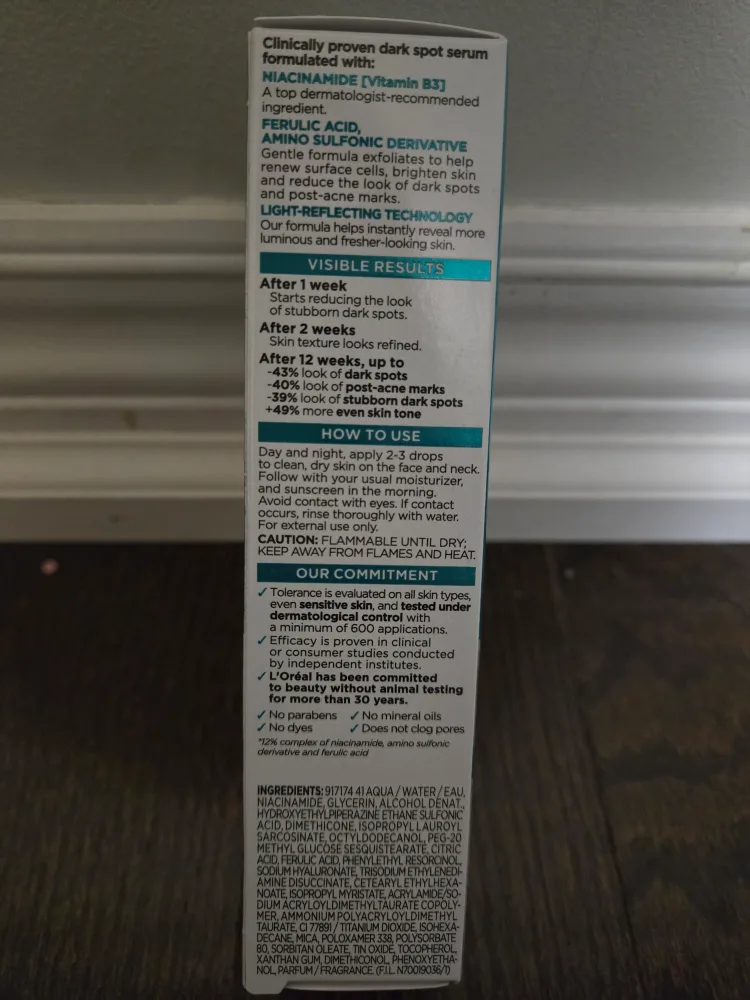 Clinically proven dark spot serum
formulated with:
NIACINAMIDE [Vitamin B3]
A top dermatologist-recommended
ingredient.
FERULIC ACID,
AMINO SULFONIC DERIVATIVE
Gentle formula exfoliates to help
renew surface cells, brighten skin
and reduce the look of dark spots
and post-acne marks.
LIGHT-REFLECTING TECHNOLOGY
Our formula helps instantly reveal more
luminous and fresher-looking skin.
VISIBLE RESULTS
After 1 week
Starts reducing the look
of stubborn dark spots.
After 2 weeks
Skin texture looks refined.
After 12 weeks, up to
-43% look of dark spots
-40% look of post-acne marks
-39% look of stubborn dark spots
+49% more even skin tone
HOW TO USE
Day and night, apply 2-3 drops
to clean, dry skin on the face and neck.
Follow with your usual moisturizer,
and sunscreen in the morning.
Avoid contact with eyes. If contact
occurs, rinse thoroughly with water.
For external use only.
CAUTION: FLAMMABLE UNTIL DRY;
KEEP AWAY FROM FLAMES AND HEAT.
OUR COMMITMENT
✓ Tolerance is evaluated on all skin types,
even sensitive skin, and tested under
dermatological control with
a minimum of 600 applications.
✓ Efficacy is proven in clinical
or consumer studies conducted
by independent institutes.
✓ L'Oréal has been committed
to beauty without animal testing
for more than 30 years.
✓ No parabens ✓ No mineral oils
✓ No dyes ✓ Does not clog pores
*12% complex of niacinamide, amino sulfonic
derivative and ferulic acid
INGREDIENTS: 917174 41 AQUA / WATER / EAU,
NIACINAMIDE, GLYCERIN, ALCOHOL DENAT.,
HYDROXYETHYLPIPERAZINE ETHANE SULFONIC
ACID, DIMETHICONE, ISOPROPYL LAUROYL
SARCOSINATE, OCTYLDODECANOL, PEG-20
METHYL GLUCOSE SESQUISTEARATE, CITRIC
ACID, FERULIC ACID, PHENYLETHYL RESORCINOL,
SODIUM HYALURONATE, TRISODIUM ETHYLENEDI-
AMINE DISUCCINATE, CETEARYL ETHYLHEXA-
NOATE, ISOPROPYL MYRISTATE, ACRYLAMIDE/SO-
DIUM ACRYLOYLDIMETHYLTAURATE COPOLY-
MER, AMMONIUM POLYACRYLOYLDIMETHYL
TAURATE, CI 77891 / TITANIUM DIOXIDE, ISOHEXA-
DECANE, MICA, POLOXAMER 338, POLYSORBATE
80, SORBITAN OLEATE, TIN OXIDE, TOCOPHEROL,
XANTHAN GUM, DIMETHICONOL, PHENOXYETHA-
NOL, PARFUM / FRAGRANCE. (F.I.L. N70019036/1)